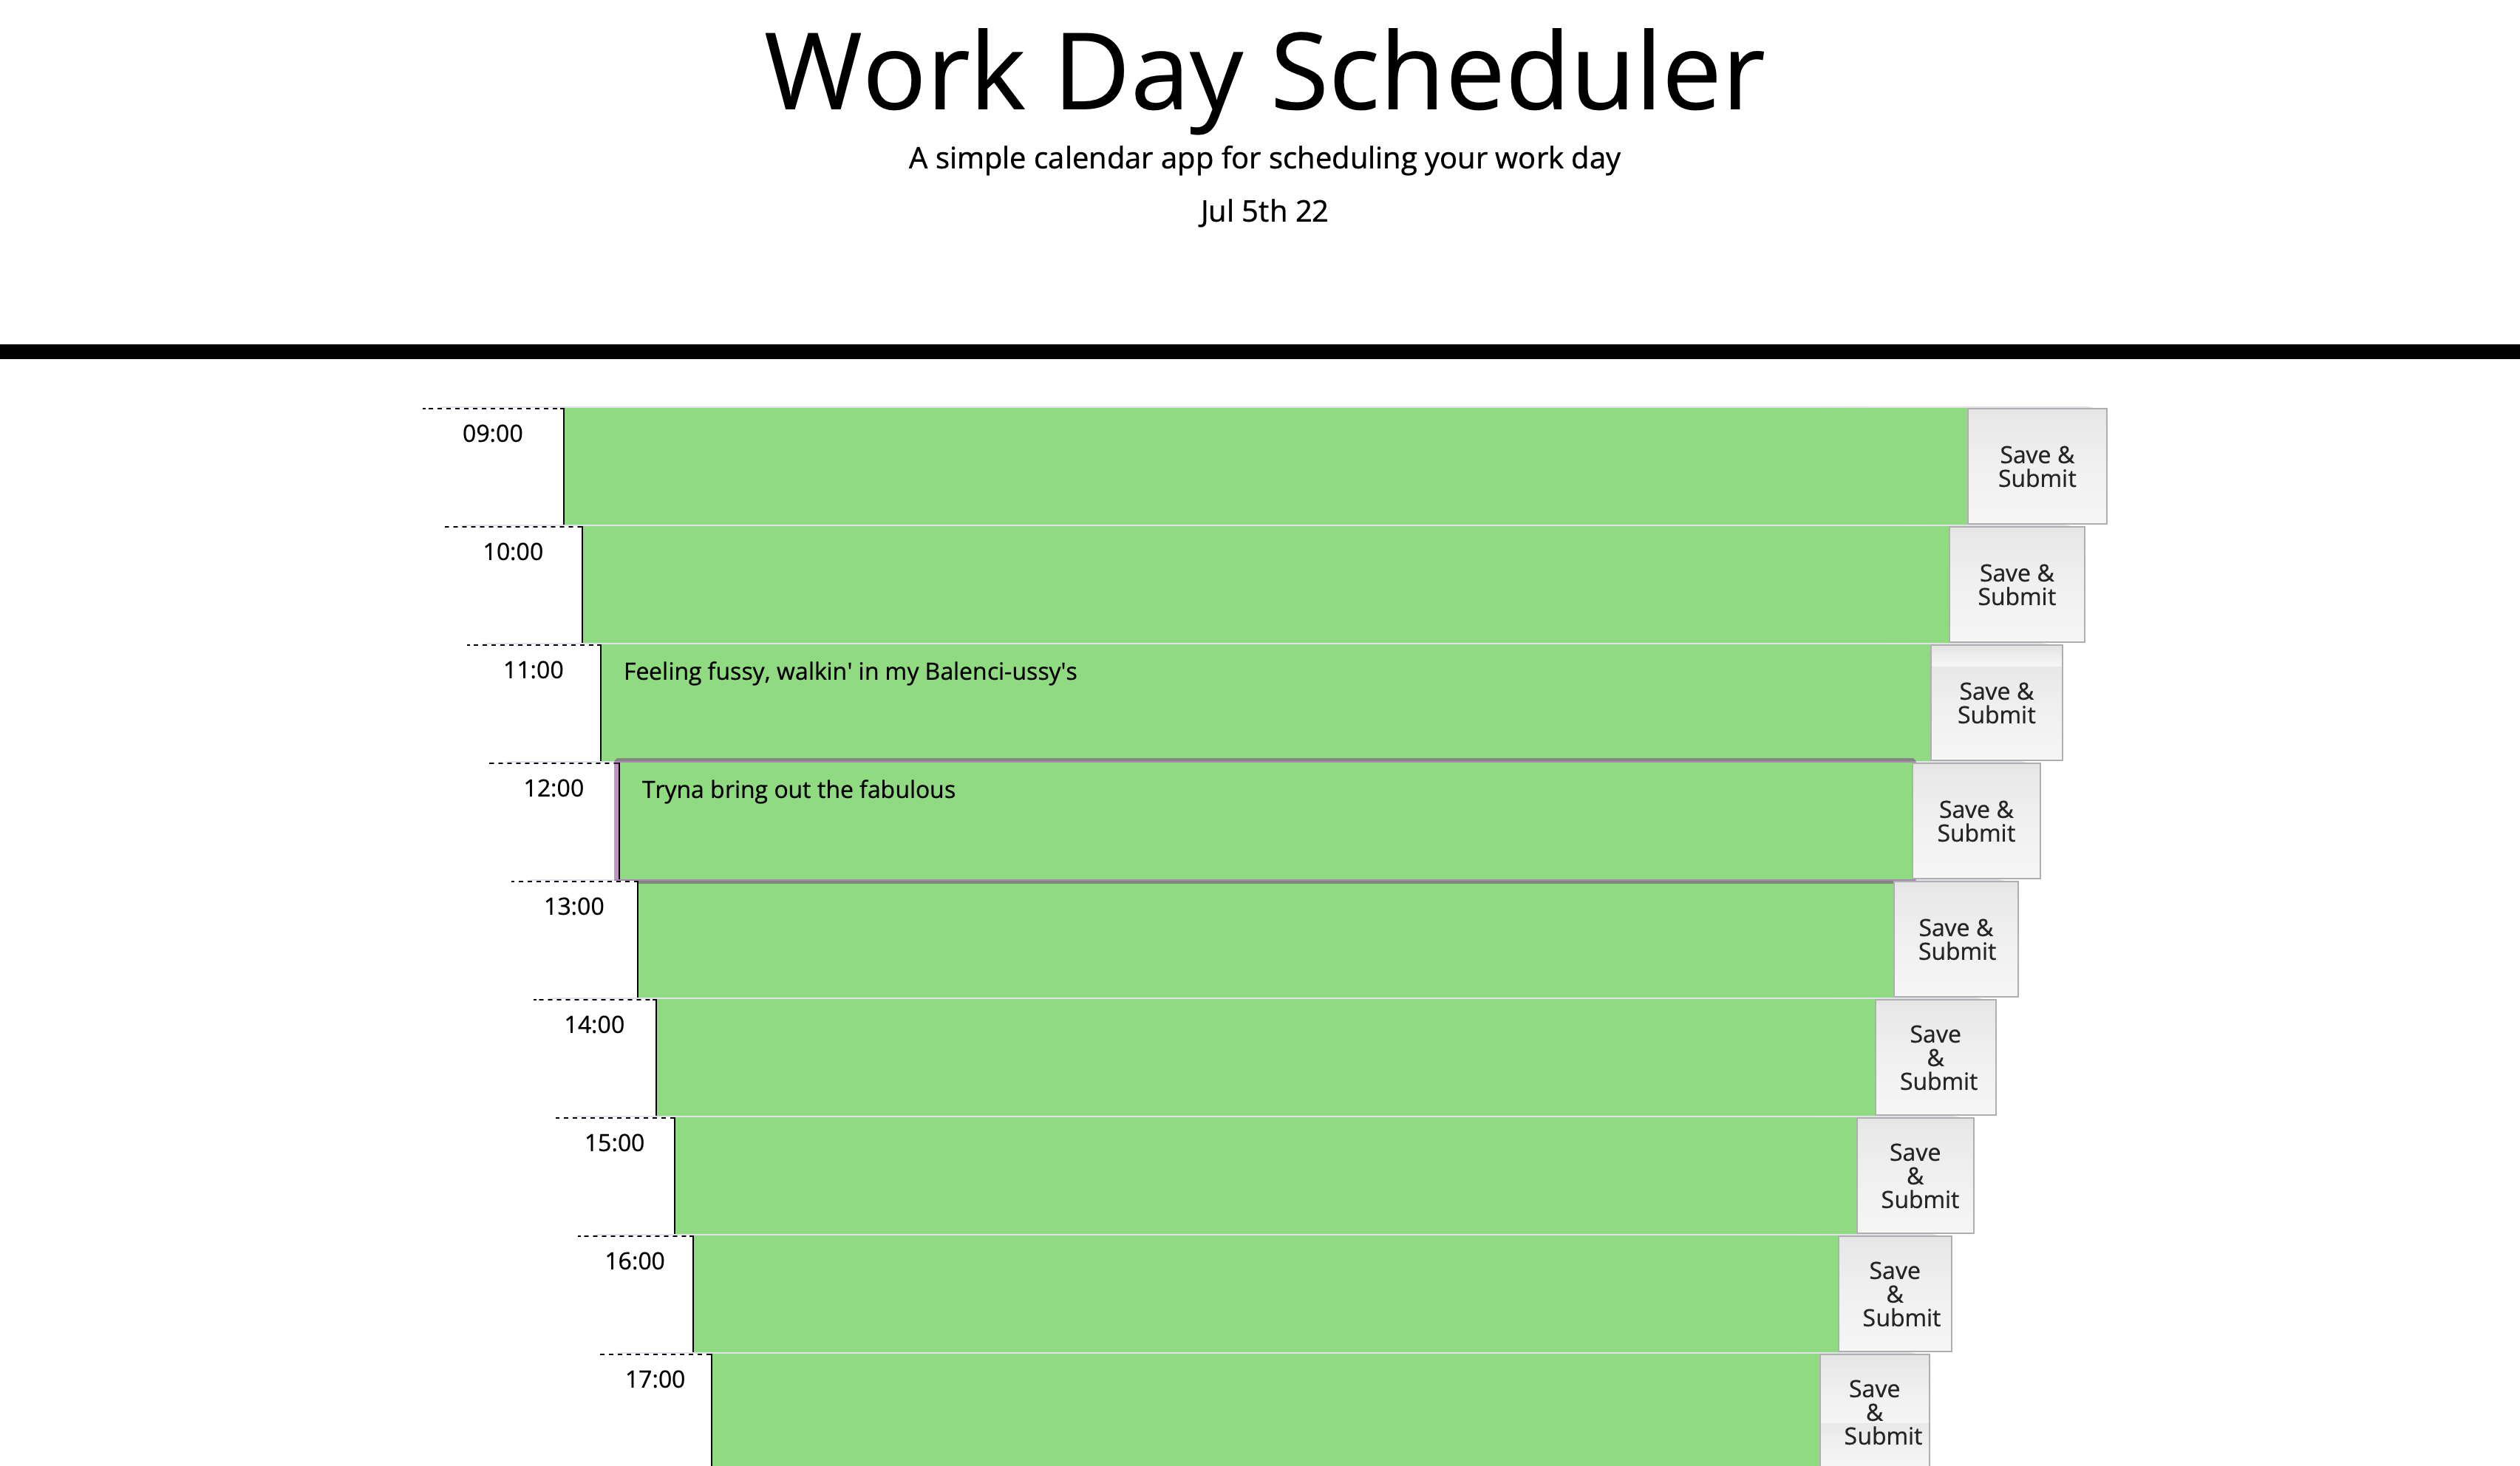 Work Day Scheduler
A simple calendar app for scheduling your work day
Jul 5th 22
09:00
Save &
Submit
10:00
Save &
Submit
11:00
Feeling fussy, walkin' in my Balenci-ussy's
Save &
Submit
12:00
Tryna bring out the fabulous
Save &
Submit
13:00
Save &
Submit
14:00
Save
&
Submit
15:00
Save
&
Submit
16:00
Save
&
Submit
17:00
Save
&
Submit